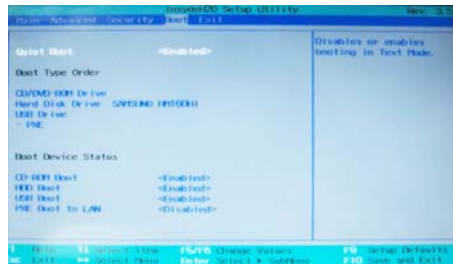 InsydeH2O Setup Utility Rev. 3.5
Main Advanced Security Boot Exit
Quiet Boot <Enabled>
Disables or enables
booting in Text Mode.
Boot Type Order
CD/DVD-ROM Drive
Hard Disk Drive SAMSUNG HM160HI
USB Drive
- PXE
Boot Device Status
CD-ROM Boot <Enabled>
HDD Boot <Enabled>
USB Boot <Enabled>
PXE Boot to LAN <Disabled>
Help Select Item F5/F6 Change Values F9 Setup Defaults
Exit Select Menu Enter Select SubMenu F10 Save and Exit